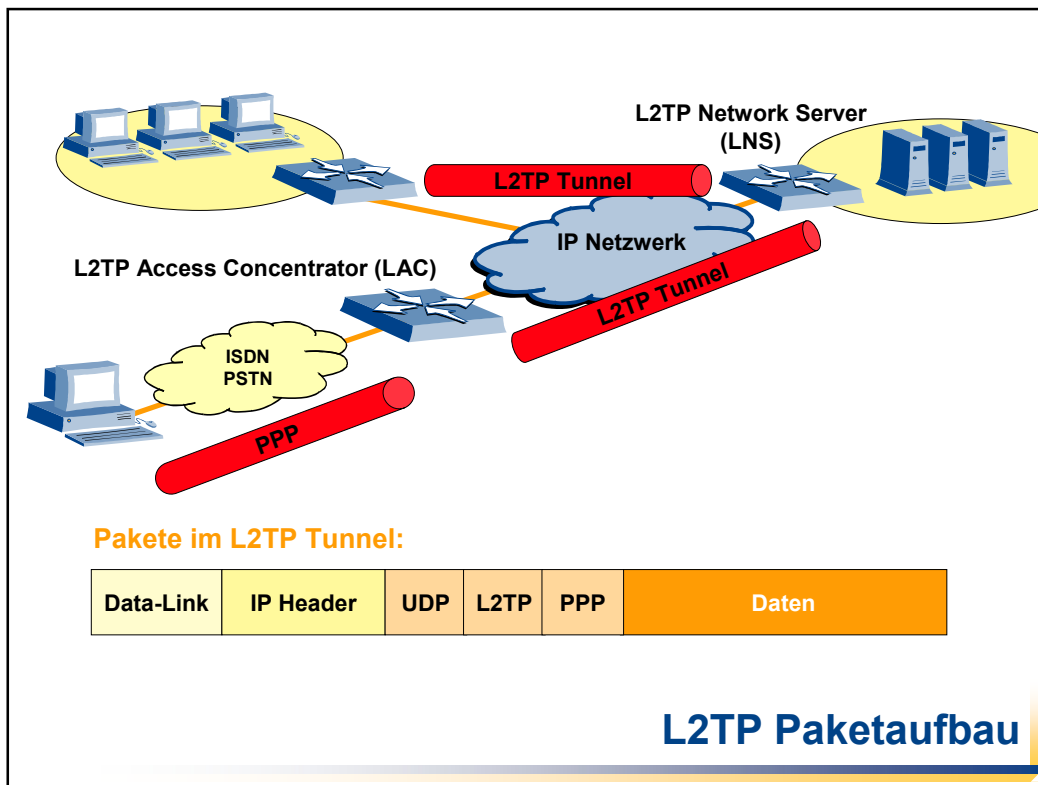 L2TP Network Server
(LNS)
L2TP Tunnel
IP Netzwerk
L2TP Access Concentrator (LAC)
L2TP Tunnel
ISDN
PSTN
PPP
Pakete im L2TP Tunnel:
Data-Link IP Header UDP L2TP PPP Daten
L2TP Paketaufbau